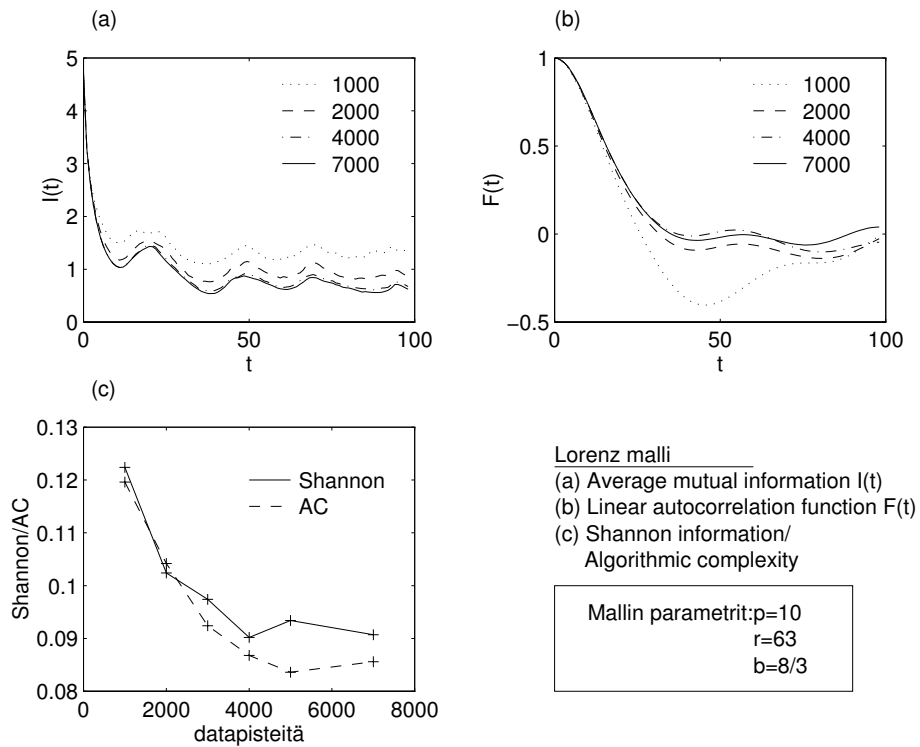 (a)
5
4
3
2
1
0
I(t)
0
50
100
t
1000
2000
4000
7000
(b)
1
0.5
0
−0.5
F(t)
0
50
100
t
1000
2000
4000
7000
(c)
0.13
0.12
0.11
0.1
0.09
0.08
Shannon/AC
0
2000
4000
6000
8000
datapisteitä
Shannon
AC
Lorenz malli
(a) Average mutual information I(t)
(b) Linear autocorrelation function F(t)
(c) Shannon information/
Algorithmic complexity
Mallin parametrit:p=10
r=63
b=8/3